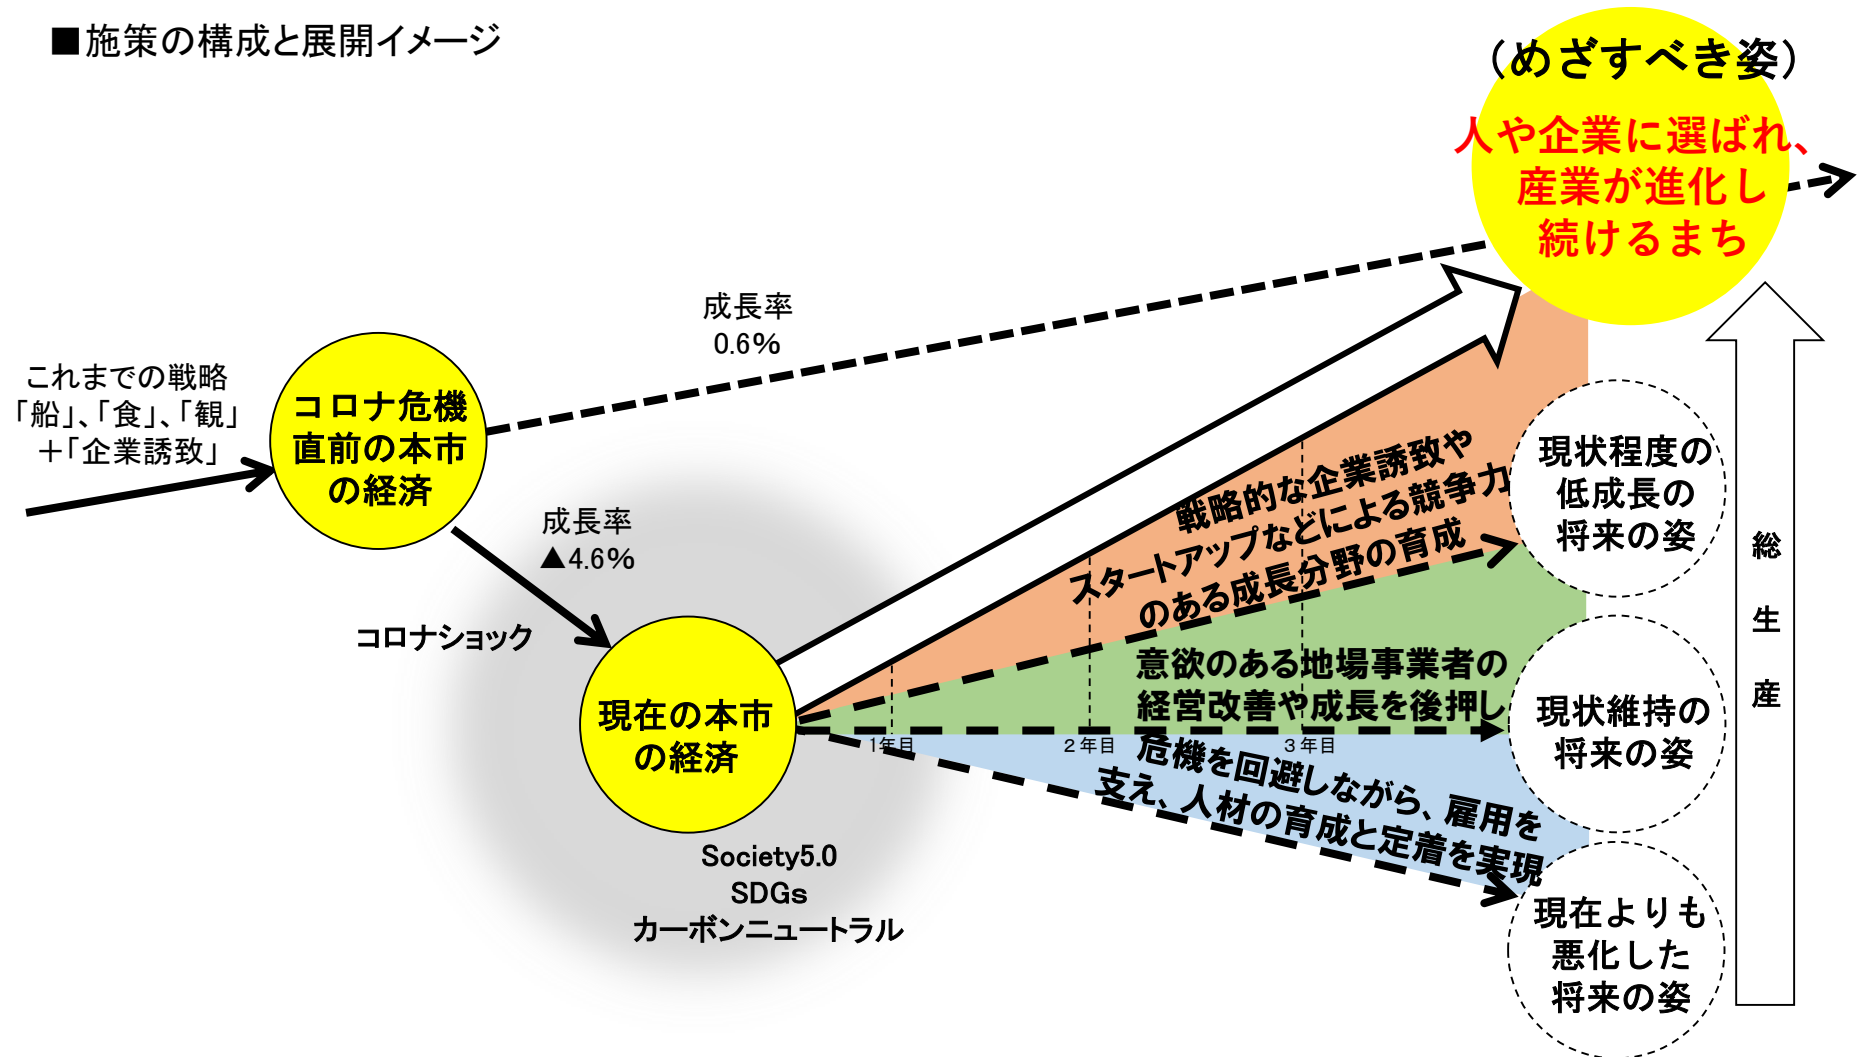 ■施策の構成と展開イメージ
(めざすべき姿)
人や企業に選ばれ、
産業が進化し
続けるまち
成長率
0.6%
これまでの戦略
「船」、「食」、「観」
+「企業誘致」
コロナ危機
直前の本市
の経済
成長率
▲4.6%
コロナショック
現在の本市
の経済
Society5.0
SDGs
カーボンニュートラル
戦略的な企業誘致や
スタートアップなどによる競争力
のある成長分野の育成
意欲のある地場事業者の
経営改善や成長を後押し
1年目
2年目
3年目
危機を回避しながら、雇用を
支え、人材の育成と定着を実現
現状程度の
低成長の
将来の姿
現状維持の
将来の姿
現在よりも
悪化した
将来の姿
総
生
産